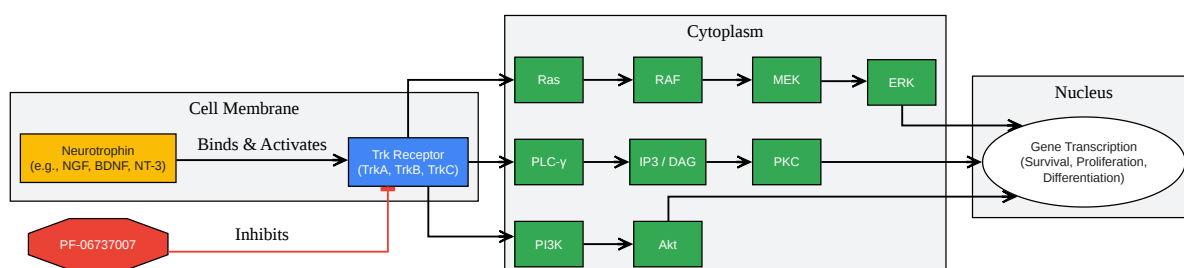 Cytoplasm
Ras
RAF
MEK
ERK
Nucleus
Cell Membrane
Neurotrophin
(e.g., NGF, BDNF, NT-3)
Binds & Activates
Trk Receptor
(TrkA, TrkB, TrkC)
PLC-γ
IP3 / DAG
PKC
Gene Transcription
(Survival, Proliferation,
Differentiation)
PF-06737007
Inhibits
PI3K
Akt